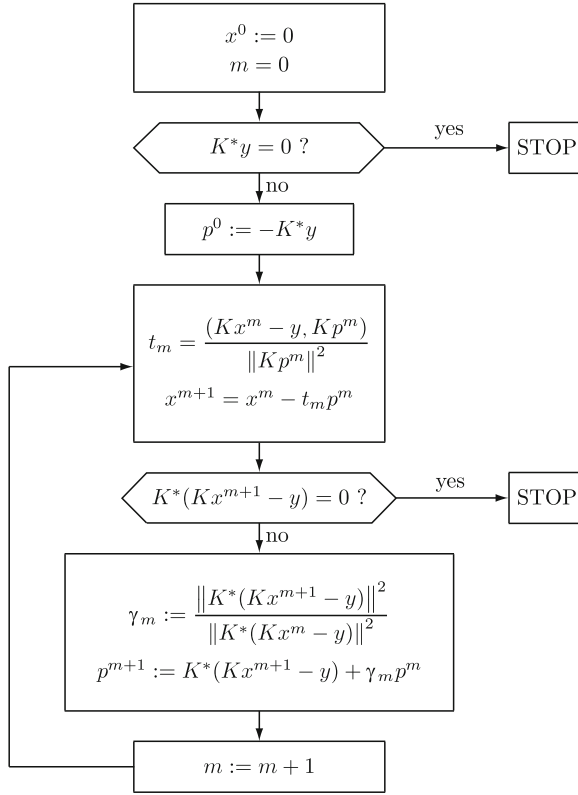 x^0 := 0
m = 0
K*y = 0 ?
yes
STOP
no
p^0 := −K*y
t_m = (Kx^m − y, Kp^m) / ‖Kp^m‖^2
x^{m+1} = x^m − t_m p^m
K*(Kx^{m+1} − y) = 0 ?
yes
STOP
no
γ_m := ‖K*(Kx^{m+1} − y)‖^2 / ‖K*(Kx^m − y)‖^2
p^{m+1} := K*(Kx^{m+1} − y) + γ_m p^m
m := m + 1